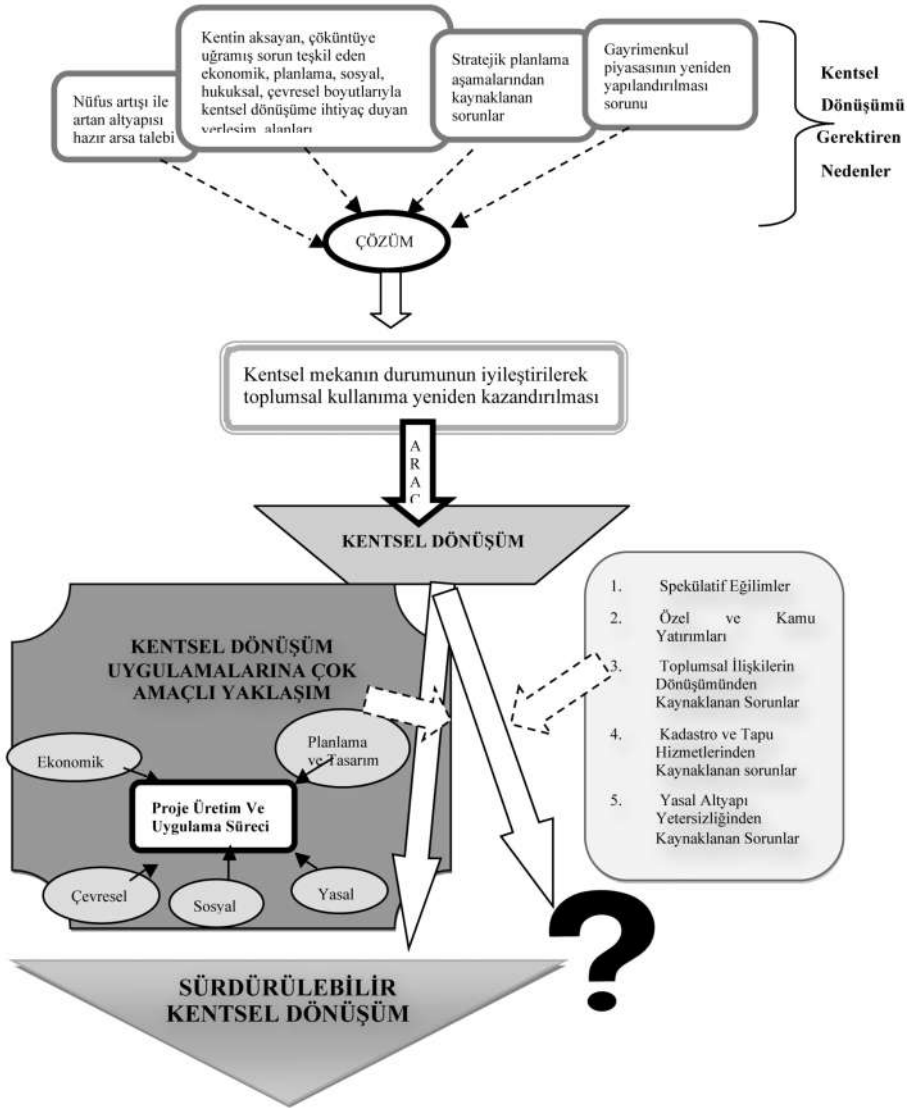 Nüfus artışı ile
artan altyapısı
hazır arsa talebi
Kentin aksayan, çöküntüye
uğramış sorun teşkil eden
ekonomik, planlama, sosyal,
hukuksal, çevresel boyutlarıyla
kentsel dönüşüme ihtiyaç duyan
yerleşim alanları
Stratejik planlama
aşamalarından
kaynaklanan
sorunlar
Gayrimenkul
piyasasının yeniden
yapılandırılması
sorunu
Kentsel
Dönüşümü
Gerektiren
Nedenler
ÇÖZÜM
Kentsel mekanın durumunun iyileştirilerek
toplumsal kullanıma yeniden kazandırılması
A
R
A
Ç
KENTSEL DÖNÜŞÜM
KENTSEL DÖNÜŞÜM
UYGULAMALARINA ÇOK
AMAÇLI YAKLAŞIM
Ekonomik
Planlama
ve Tasarım
Proje Üretim Ve
Uygulama Süreci
Çevresel
Sosyal
Yasal
1. Spekülatif Eğilimler
2. Özel ve Kamu
Yatırımları
3. Toplumsal İlişkilerin
Dönüşümünden
Kaynaklanan Sorunlar
4. Kadastro ve Tapu
Hizmetlerinden
Kaynaklanan sorunlar
5. Yasal Altyapı
Yetersizliğinden
Kaynaklanan Sorunlar
?
SÜRDÜRÜLEBİLİR
KENTSEL DÖNÜŞÜM